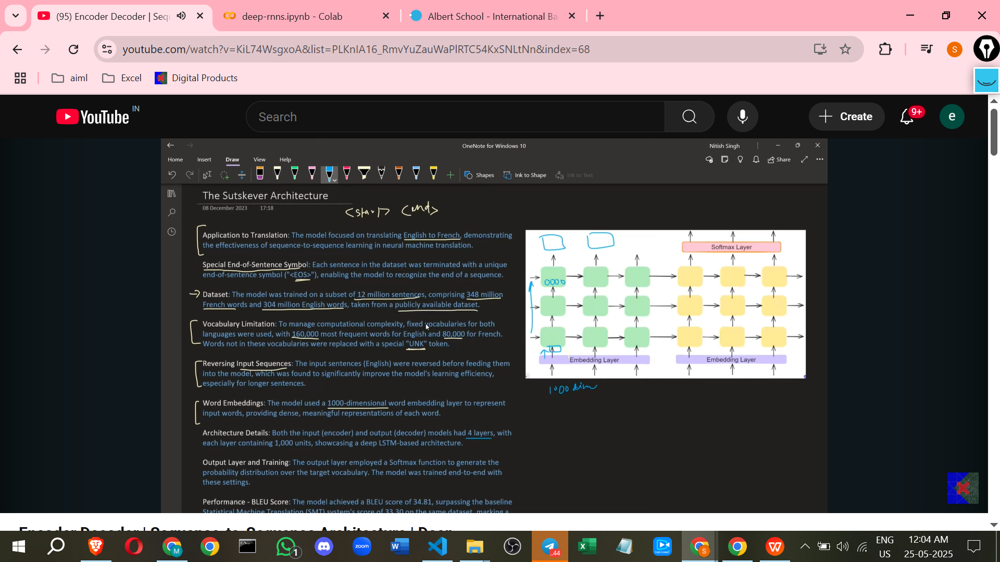 (95) Encoder Decoder | Sequ
deep-rnns.ipynb - Colab
Albert School - International Ba
youtube.com/watch?v=KiL74WsgxoA&list=PLKnIA16_RmvYuZauWaPlRTC54KxSNLtNn&index=68
S
aiml
Excel
Digital Products
YouTube
IN
Search
Create
9+
e
OneNote for Windows 10
Nitish Singh
Home
Insert
Draw
View
Help
Share
Shapes
Ink to Shape
Ink to Text
The Sutskever Architecture
08 December 2023 17:18
<start> <end>
Application to Translation: The model focused on translating English to French, demonstrating
the effectiveness of sequence-to-sequence learning in neural machine translation.
Special End-of-Sentence Symbol: Each sentence in the dataset was terminated with a unique
end-of-sentence symbol ("<EOS>"), enabling the model to recognize the end of a sequence.
Dataset: The model was trained on a subset of 12 million sentences, comprising 348 million
French words and 304 million English words, taken from a publicly available dataset.
Vocabulary Limitation: To manage computational complexity, fixed vocabularies for both
languages were used, with 160,000 most frequent words for English and 80,000 for French.
Words not in these vocabularies were replaced with a special "UNK" token.
Reversing Input Sequences: The input sentences (English) were reversed before feeding them
into the model, which was found to significantly improve the model's learning efficiency,
especially for longer sentences.
Word Embeddings: The model used a 1000-dimensional word embedding layer to represent
input words, providing dense, meaningful representations of each word.
Architecture Details: Both the input (encoder) and output (decoder) models had 4 layers, with
each layer containing 1,000 units, showcasing a deep LSTM-based architecture.
Output Layer and Training: The output layer employed a Softmax function to generate the
probability distribution over the target vocabulary. The model was trained end-to-end with
these settings.
Performance - BLEU Score: The model achieved a BLEU score of 34.81, surpassing the baseline
Statistical Machine Translation (SMT) system's score of 33.30 on the same dataset, marking a
Softmax Layer
Embedding Layer
Embedding Layer
1000 dim
Encoder Decoder | Sequence-to-Sequence Architecture | Deep
M
1
zoom
..44
S
ENG
US
12:04 AM
25-05-2025